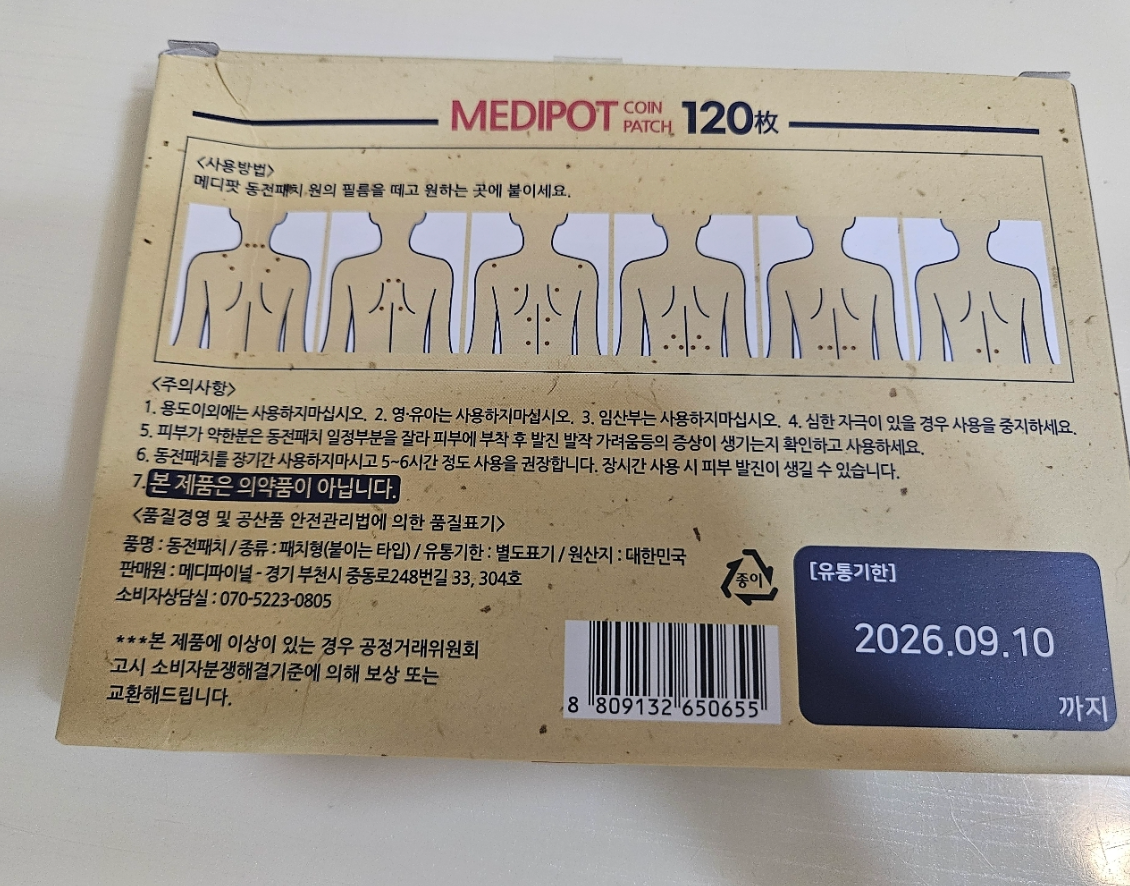 MEDIPOT COIN PATCH 120枚
<사용방법>
메디팟 동전패치 원의 필름을 떼고 원하는 곳에 붙이세요.
<주의사항>
1. 용도이외에는 사용하지마십시오. 2. 영·유아는 사용하지마십시오. 3. 임산부는 사용하지마십시오. 4. 심한 자극이 있을 경우 사용을 중지하세요.
5. 피부가 약한분은 동전패치 일정부분을 잘라 피부에 부착 후 발진 발작 가려움등의 증상이 생기는지 확인하고 사용하세요.
6. 동전패치를 장기간 사용하지마시고 5~6시간 정도 사용을 권장합니다. 장시간 사용 시 피부 발진이 생길 수 있습니다.
7. 본 제품은 의약품이 아닙니다.
<품질경영 및 공산품 안전관리법에 의한 품질표기>
품명 : 동전패치 / 종류 : 패치형(붙이는 타입) / 유통기한 : 별도표기 / 원산지 : 대한민국
판매원 : 메디파이널 - 경기 부천시 중동로248번길 33, 304호
소비자상담실 : 070-5223-0805
종이
***본 제품에 이상이 있는 경우 공정거래위원회
고시 소비자분쟁해결기준에 의해 보상 또는
교환해드립니다.
8 809132 650655
[유통기한]
2026.09.10
까지